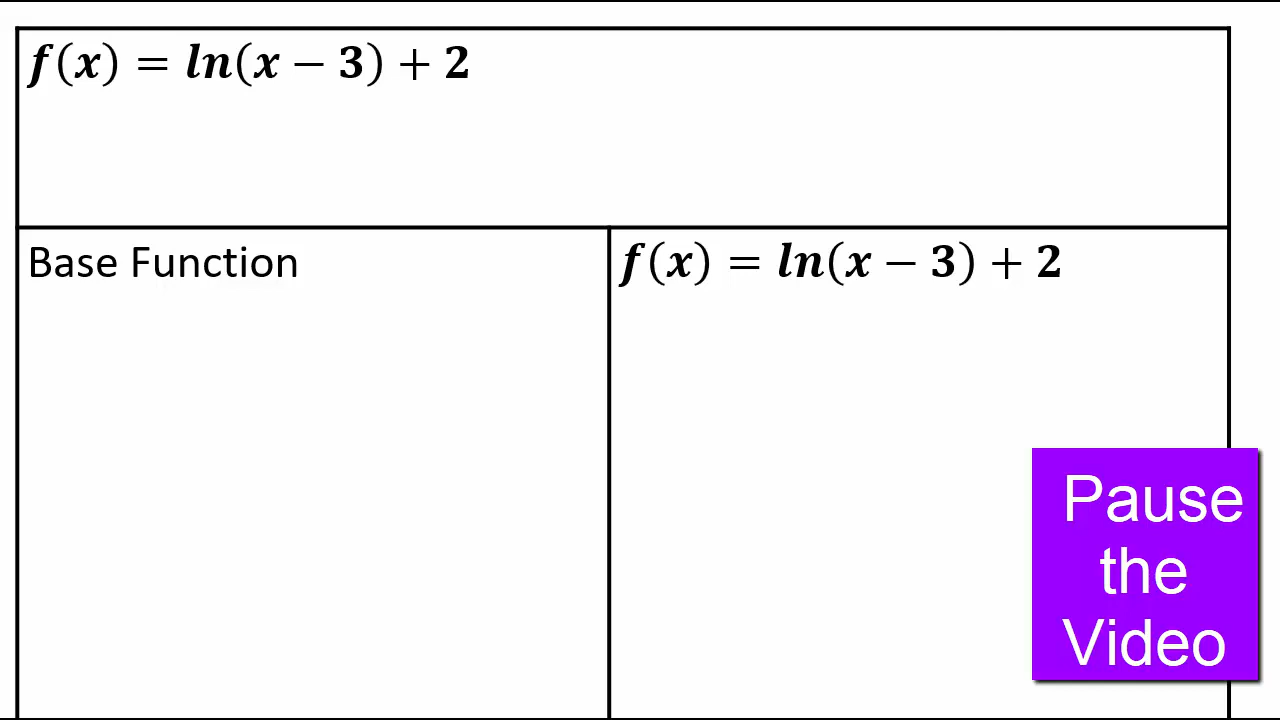 f(x) = ln(x − 3) + 2
Base Function
f(x) = ln(x − 3) + 2
Pause
the
Video